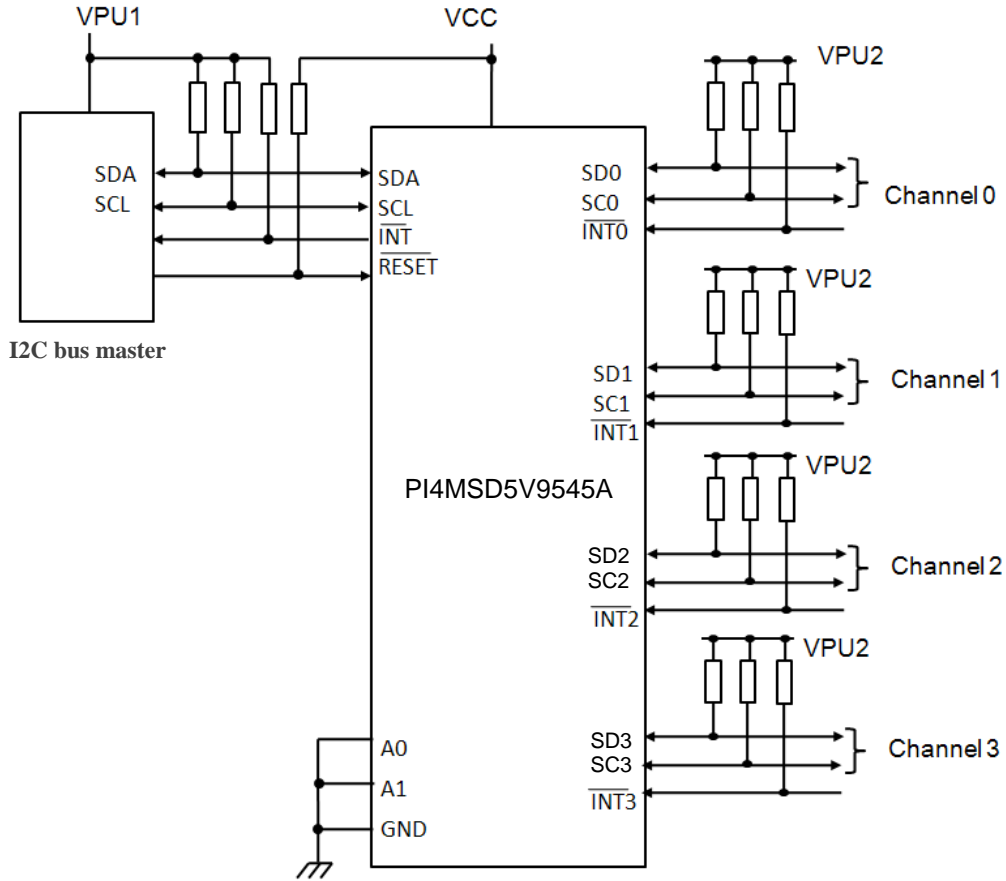 VPU1
VCC
VPU2
SDA
SCL
I2C bus master
SDA
SCL
INT
RESET
SD0
SC0
INT0
Channel 0
VPU2
SD1
SC1
INT1
Channel 1
PI4MSD5V9545A
VPU2
SD2
SC2
INT2
Channel 2
VPU2
SD3
SC3
INT3
Channel 3
A0
A1
GND